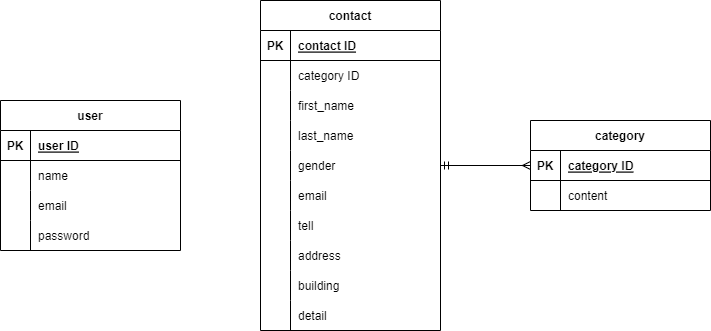 user
PK user ID
name
email
password
contact
PK contact ID
category ID
first_name
last_name
gender
email
tell
address
building
detail
category
PK category ID
content